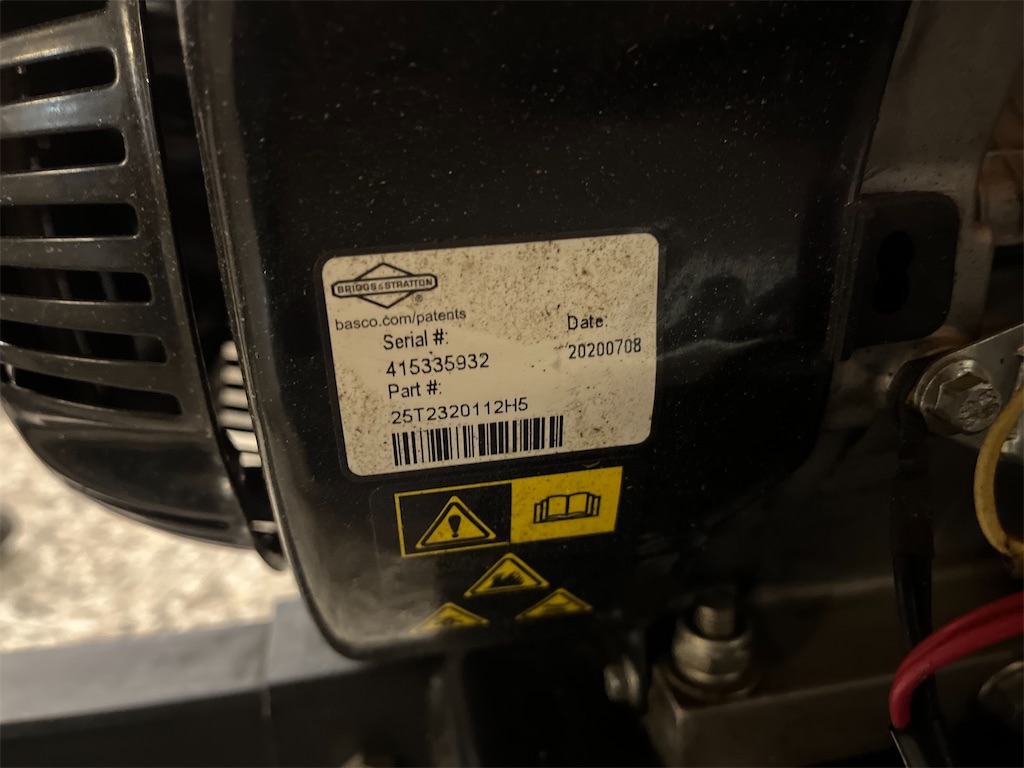 BRIGGS&STRATTON
®
basco.com/patents
Serial #:
415335932
Part #:
25T2320112H5
Date:
20200708